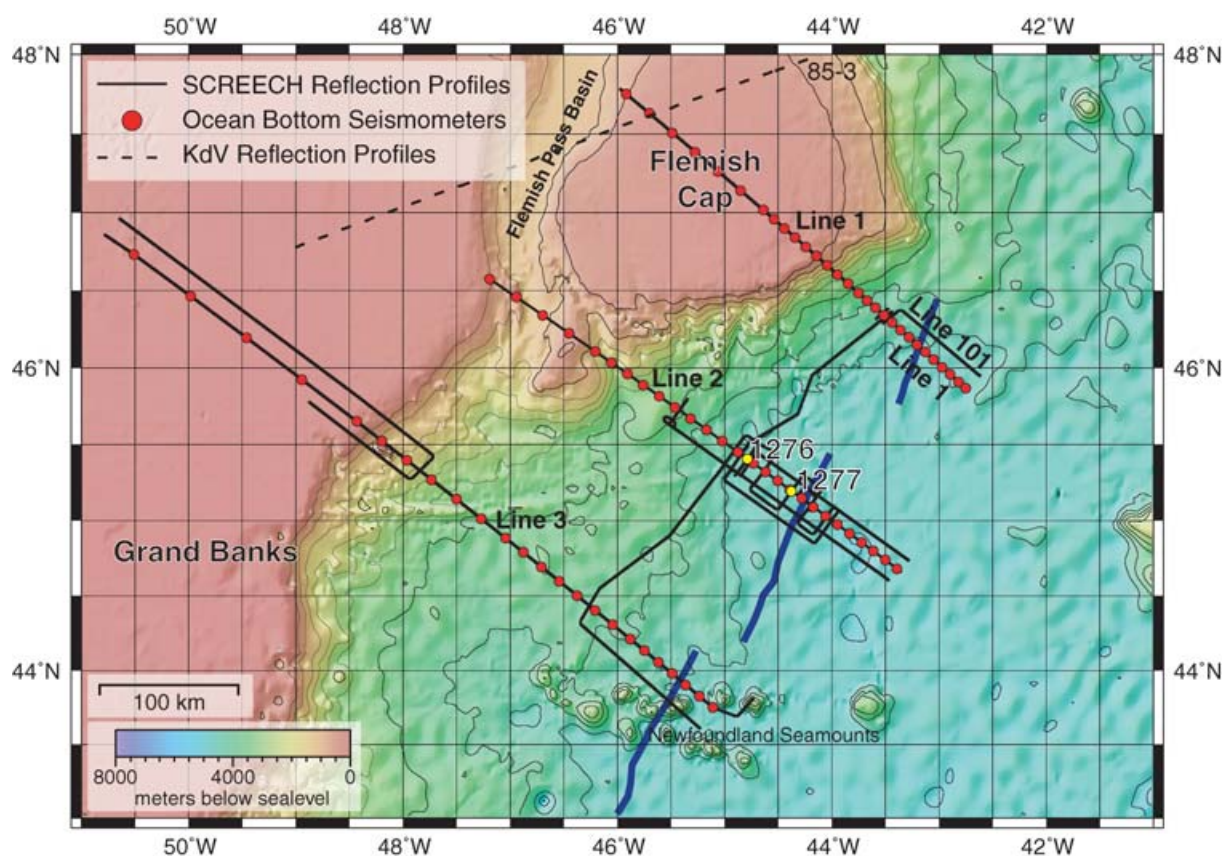 50°W 48°W 46°W 44°W 42°W
48°N 48°N
SCREECH Reflection Profiles
Ocean Bottom Seismometers
KdV Reflection Profiles
85-3
Flemish Pass Basin
Flemish
Cap
Line 1
Line 101
Line 1
46°N 46°N
Line 2
1276
1277
Line 3
Grand Banks
44°N 44°N
100 km
Newfoundland Seamounts
8000 4000 0
meters below sealevel
50°W 48°W 46°W 44°W 42°W